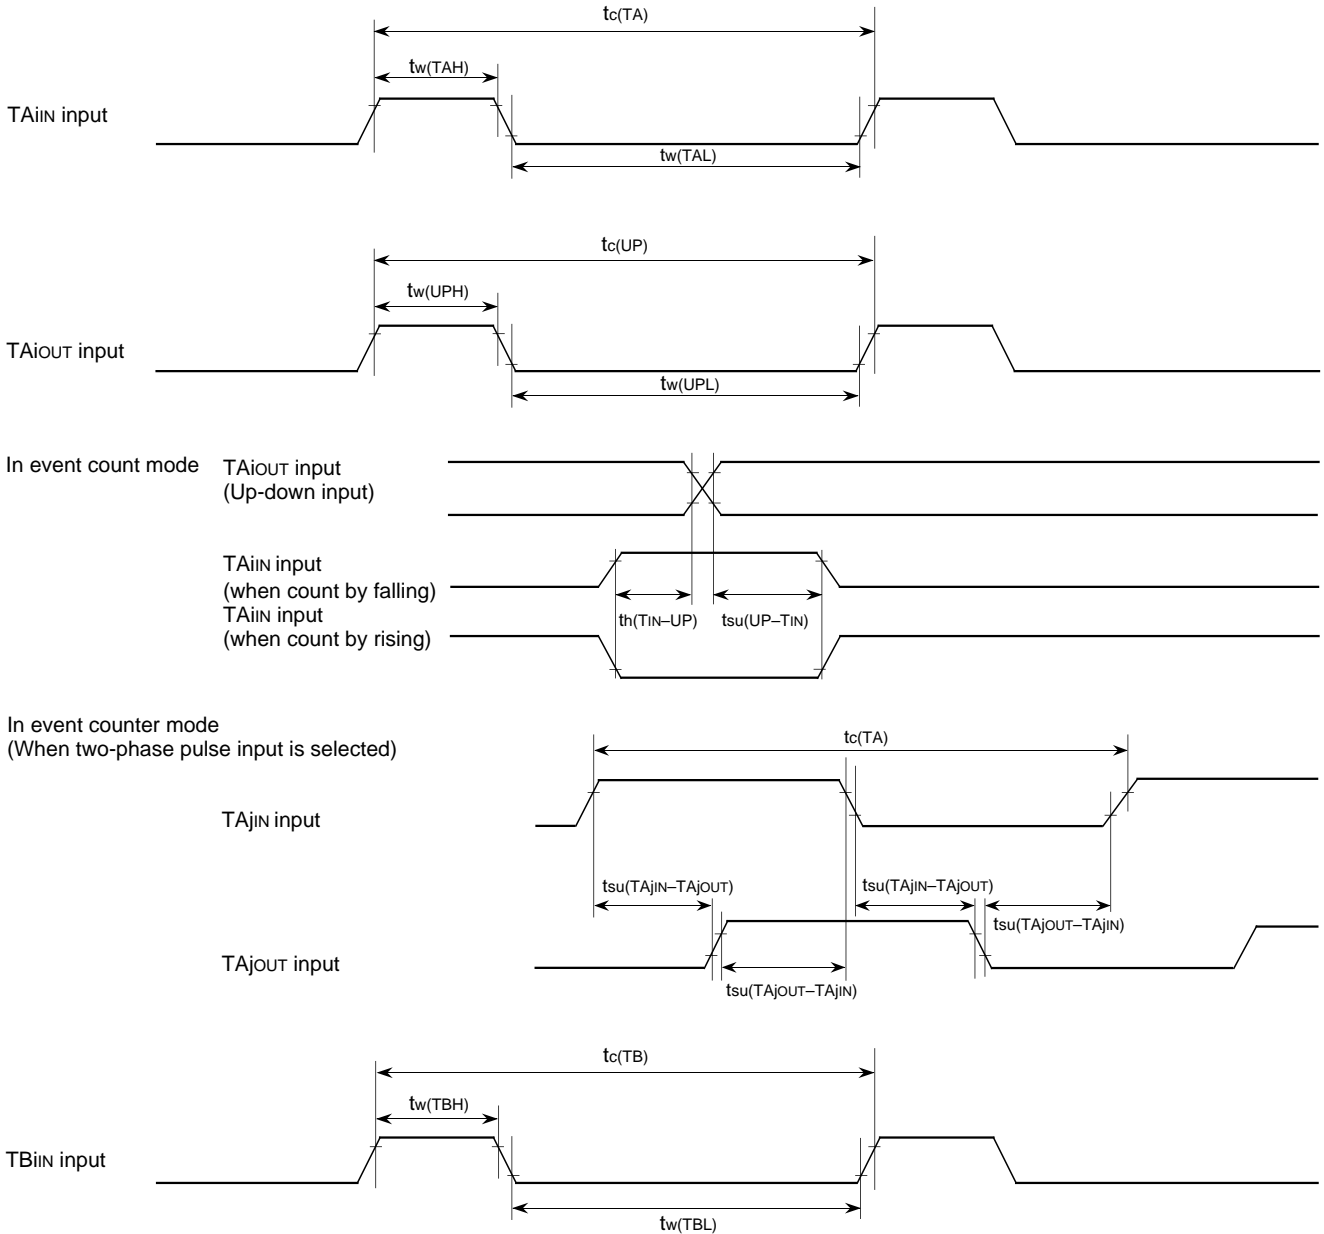 tc(TA)
tw(TAH)
TAiIN input
tw(TAL)
tc(UP)
tw(UPH)
TAiOUT input
tw(UPL)
In event count mode
TAiOUT input
(Up-down input)
TAiIN input
(when count by falling)
TAiIN input
(when count by rising)
th(TIN–UP)
tsu(UP–TIN)
In event counter mode
(When two-phase pulse input is selected)
tc(TA)
TAjIN input
tsu(TAjIN–TAjOUT)
tsu(TAjIN–TAjOUT)
tsu(TAjOUT–TAjIN)
TAjOUT input
tsu(TAjOUT–TAjIN)
tc(TB)
tw(TBH)
TBiIN input
tw(TBL)